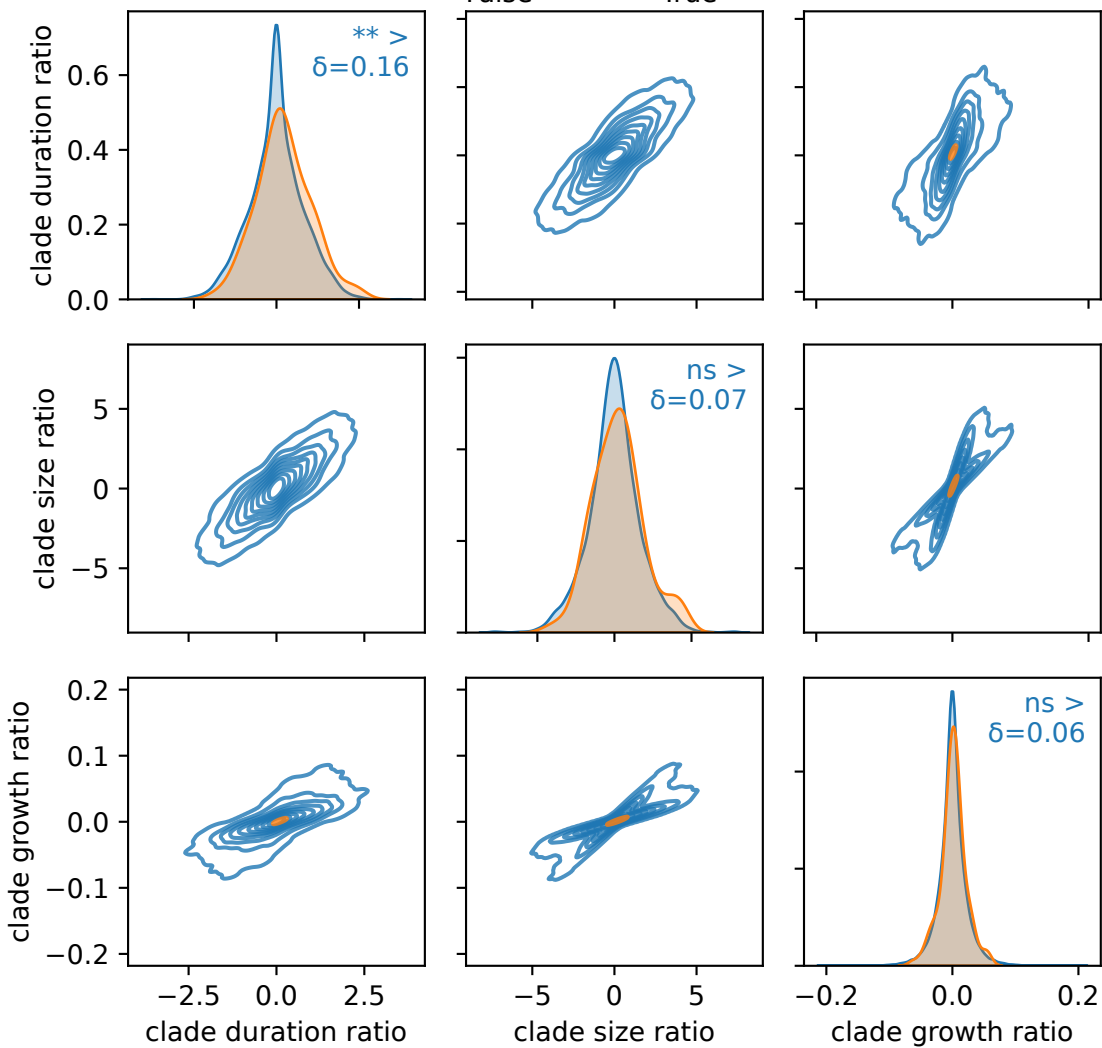 ** >
δ=0.16
clade duration ratio
0.6
0.4
0.2
0.0
ns >
δ=0.07
clade size ratio
5
0
−5
ns >
δ=0.06
clade growth ratio
0.2
0.1
0.0
−0.1
−0.2
−2.5 0.0 2.5
−5 0 5
−0.2 0.0 0.2
clade duration ratio
clade size ratio
clade growth ratio